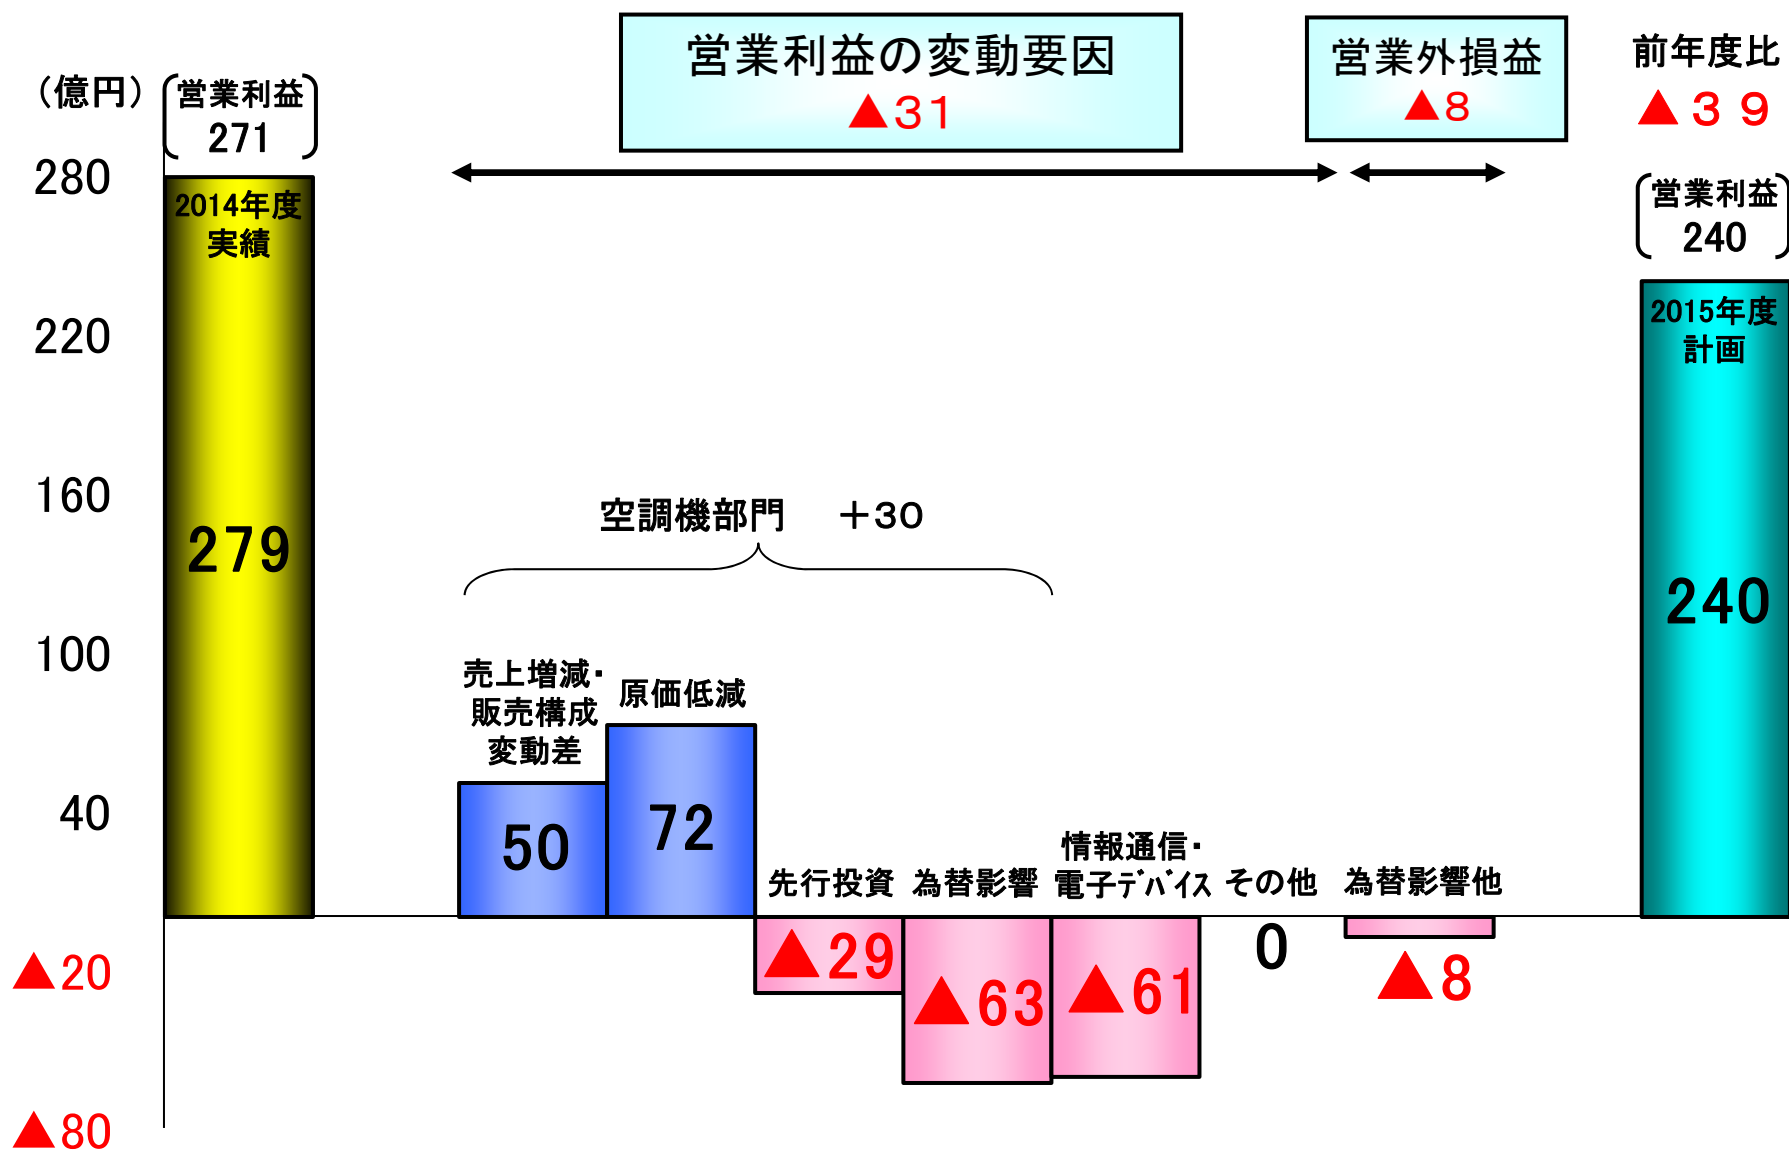 営業利益の変動要因
▲31
営業外損益
▲8
前年度比
▲39
(億円)
営業利益
271
営業利益
240
280
220
160
100
40
▲20
▲80
2014年度
実績
279
空調機部門 +30
売上増減・
販売構成
変動差
50
原価低減
72
先行投資
▲29
為替影響
▲63
情報通信・
電子ﾃﾞﾊﾞｲｽ
▲61
その他
0
為替影響他
▲8
2015年度
計画
240